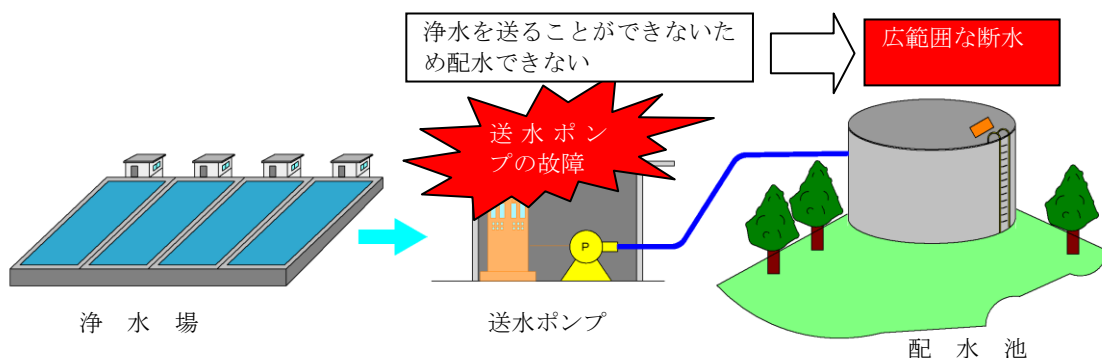 浄水を送ることができないた
め配水できない
広範囲な断水
送水ポン
プの故障
P
浄水場
送水ポンプ
配水池